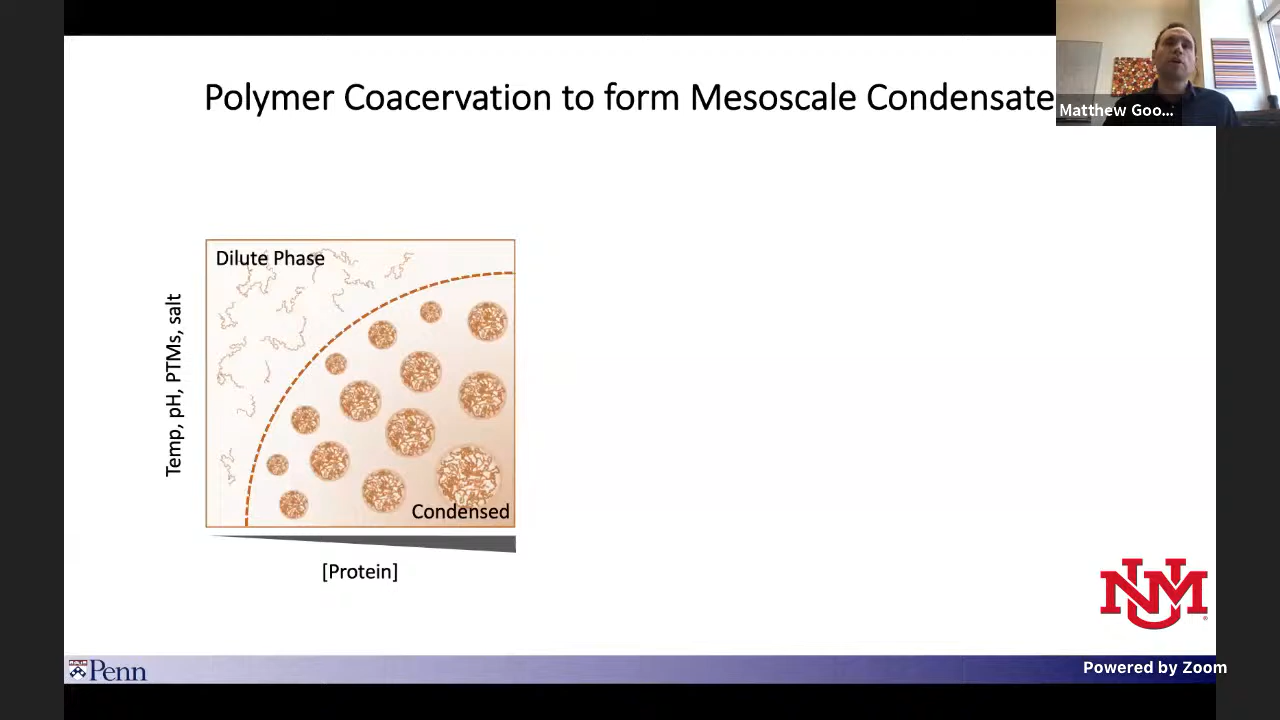 Polymer Coacervation to form Mesoscale Condensate
Matthew Goo...
Dilute Phase
Temp, pH, PTMs, salt
Condensed
[Protein]
UNM
Penn
Powered by Zoom